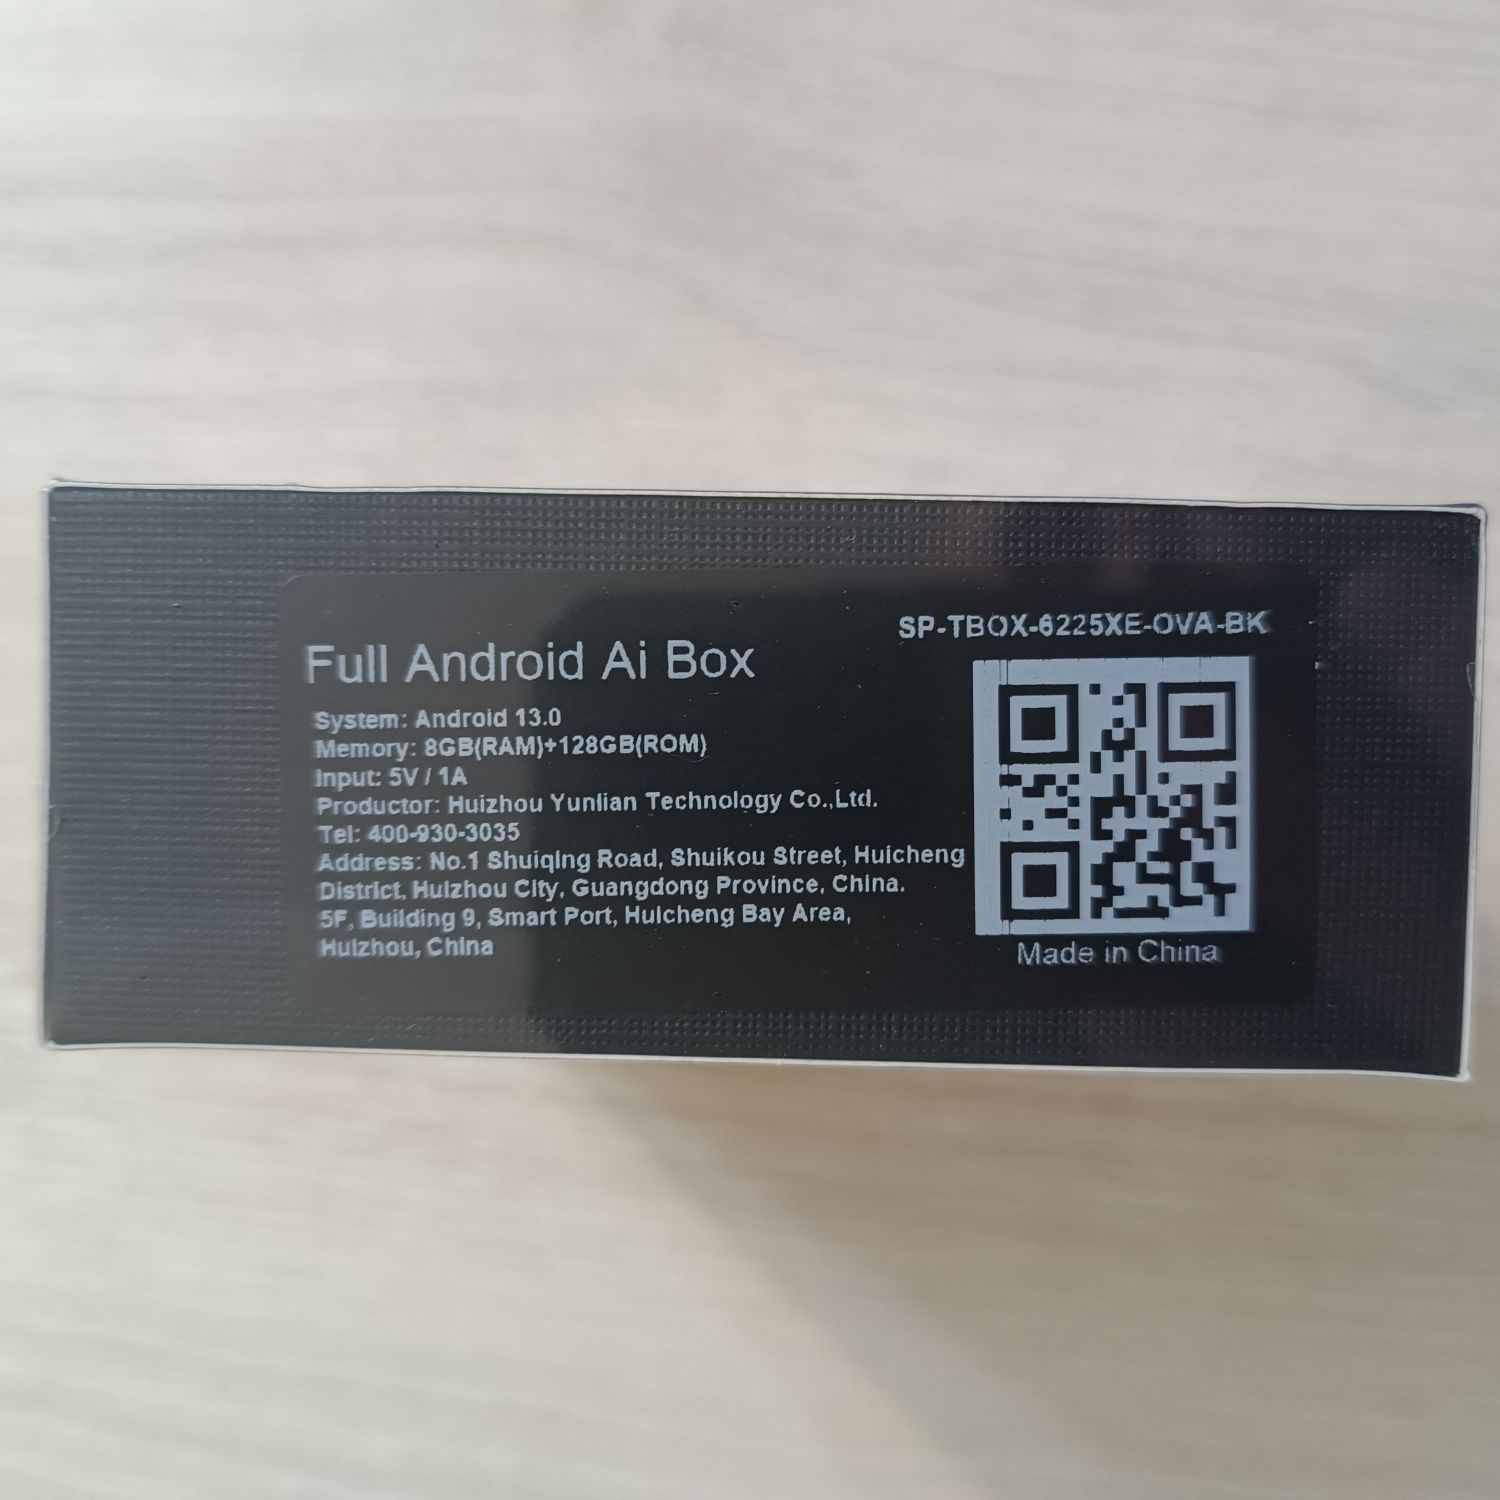 SP-TBOX-6225XE-OVA-BK
Full Android Ai Box
System: Android 13.0
Memory: 8GB(RAM)+128GB(ROM)
Input: 5V / 1A
Productor: Huizhou Yunlian Technology Co.,Ltd.
Tel: 400-930-3035
Address: No.1 Shuiqing Road, Shuikou Street, Huicheng
District, Huizhou City, Guangdong Province, China.
5F, Building 9, Smart Port, Huicheng Bay Area,
Huizhou, China
Made in China